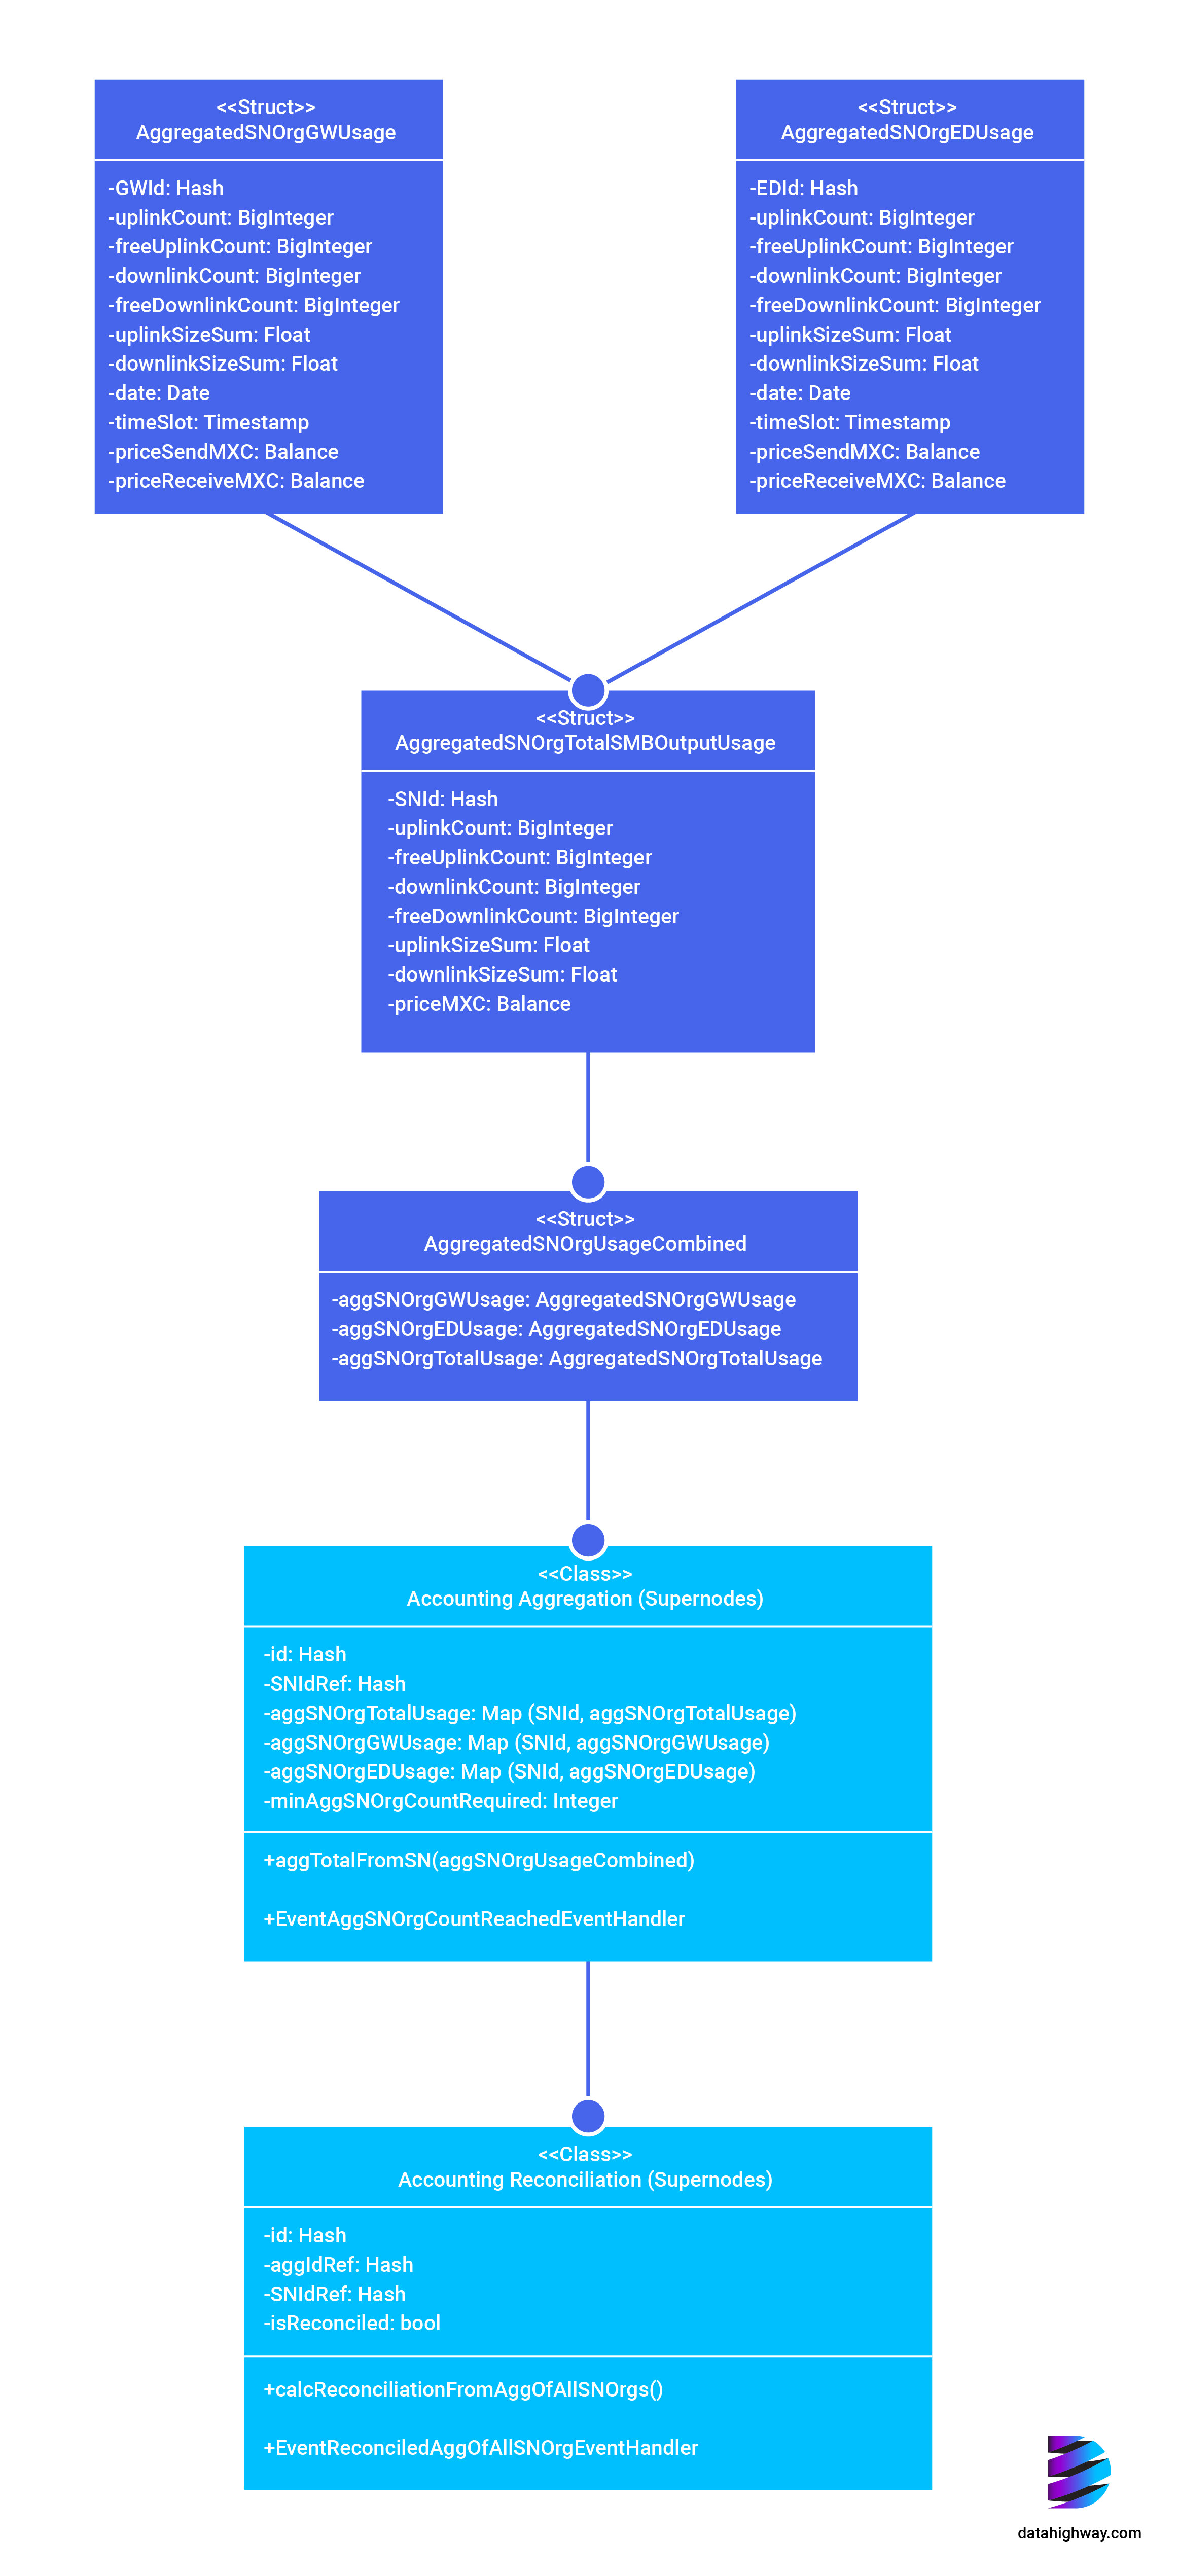 <<Struct>>
AggregatedSNOrgGWUsage
-GWId: Hash
-uplinkCount: BigInteger
-freeUplinkCount: BigInteger
-downlinkCount: BigInteger
-freeDownlinkCount: BigInteger
-uplinkSizeSum: Float
-downlinkSizeSum: Float
-date: Date
-timeSlot: Timestamp
-priceSendMXC: Balance
-priceReceiveMXC: Balance
<<Struct>>
AggregatedSNOrgEDUsage
-EDId: Hash
-uplinkCount: BigInteger
-freeUplinkCount: BigInteger
-downlinkCount: BigInteger
-freeDownlinkCount: BigInteger
-uplinkSizeSum: Float
-downlinkSizeSum: Float
-date: Date
-timeSlot: Timestamp
-priceSendMXC: Balance
-priceReceiveMXC: Balance
<<Struct>>
AggregatedSNOrgTotalSMBOutputUsage
-SNId: Hash
-uplinkCount: BigInteger
-freeUplinkCount: BigInteger
-downlinkCount: BigInteger
-freeDownlinkCount: BigInteger
-uplinkSizeSum: Float
-downlinkSizeSum: Float
-priceMXC: Balance
<<Struct>>
AggregatedSNOrgUsageCombined
-aggSNOrgGWUsage: AggregatedSNOrgGWUsage
-aggSNOrgEDUsage: AggregatedSNOrgEDUsage
-aggSNOrgTotalUsage: AggregatedSNOrgTotalUsage
<<Class>>
Accounting Aggregation (Supernodes)
-id: Hash
-SNIdRef: Hash
-aggSNOrgTotalUsage: Map (SNId, aggSNOrgTotalUsage)
-aggSNOrgGWUsage: Map (SNId, aggSNOrgGWUsage)
-aggSNOrgEDUsage: Map (SNId, aggSNOrgEDUsage)
-minAggSNOrgCountRequired: Integer
+aggTotalFromSN(aggSNOrgUsageCombined)
+EventAggSNOrgCountReachedEventHandler
<<Class>>
Accounting Reconciliation (Supernodes)
-id: Hash
-aggIdRef: Hash
-SNIdRef: Hash
-isReconciled: bool
+calcReconciliationFromAggOfAllSNOrgs()
+EventReconciledAggOfAllSNOrgEventHandler
datahighway.com